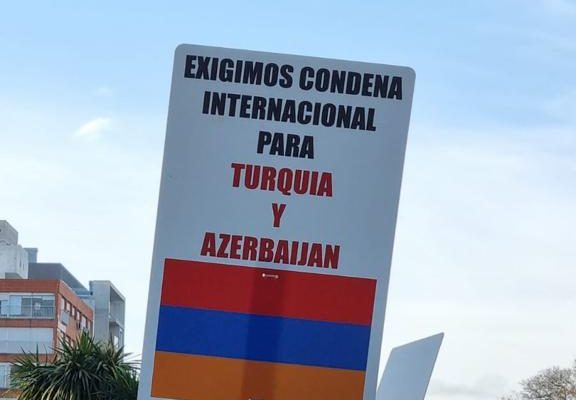 EXIGIMOS CONDENA
INTERNACIONAL
PARA
TURQUIA
Y
AZERBAIJAN